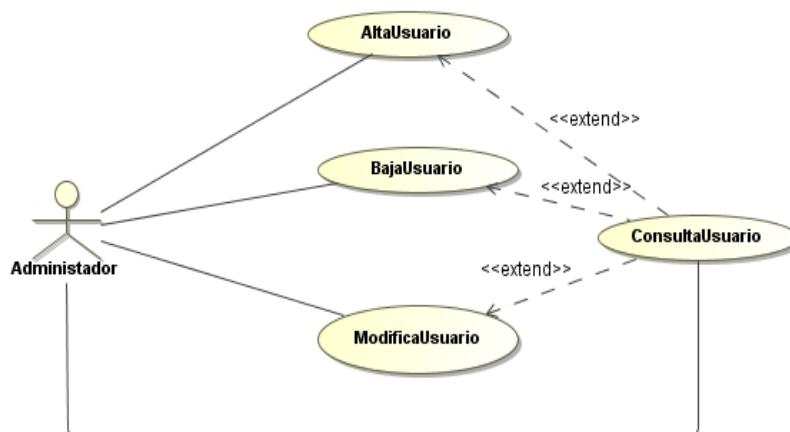 AltaUsuario
<<extend>>
BajaUsuario
<<extend>>
ConsultaUsuario
Administador
<<extend>>
ModificaUsuario